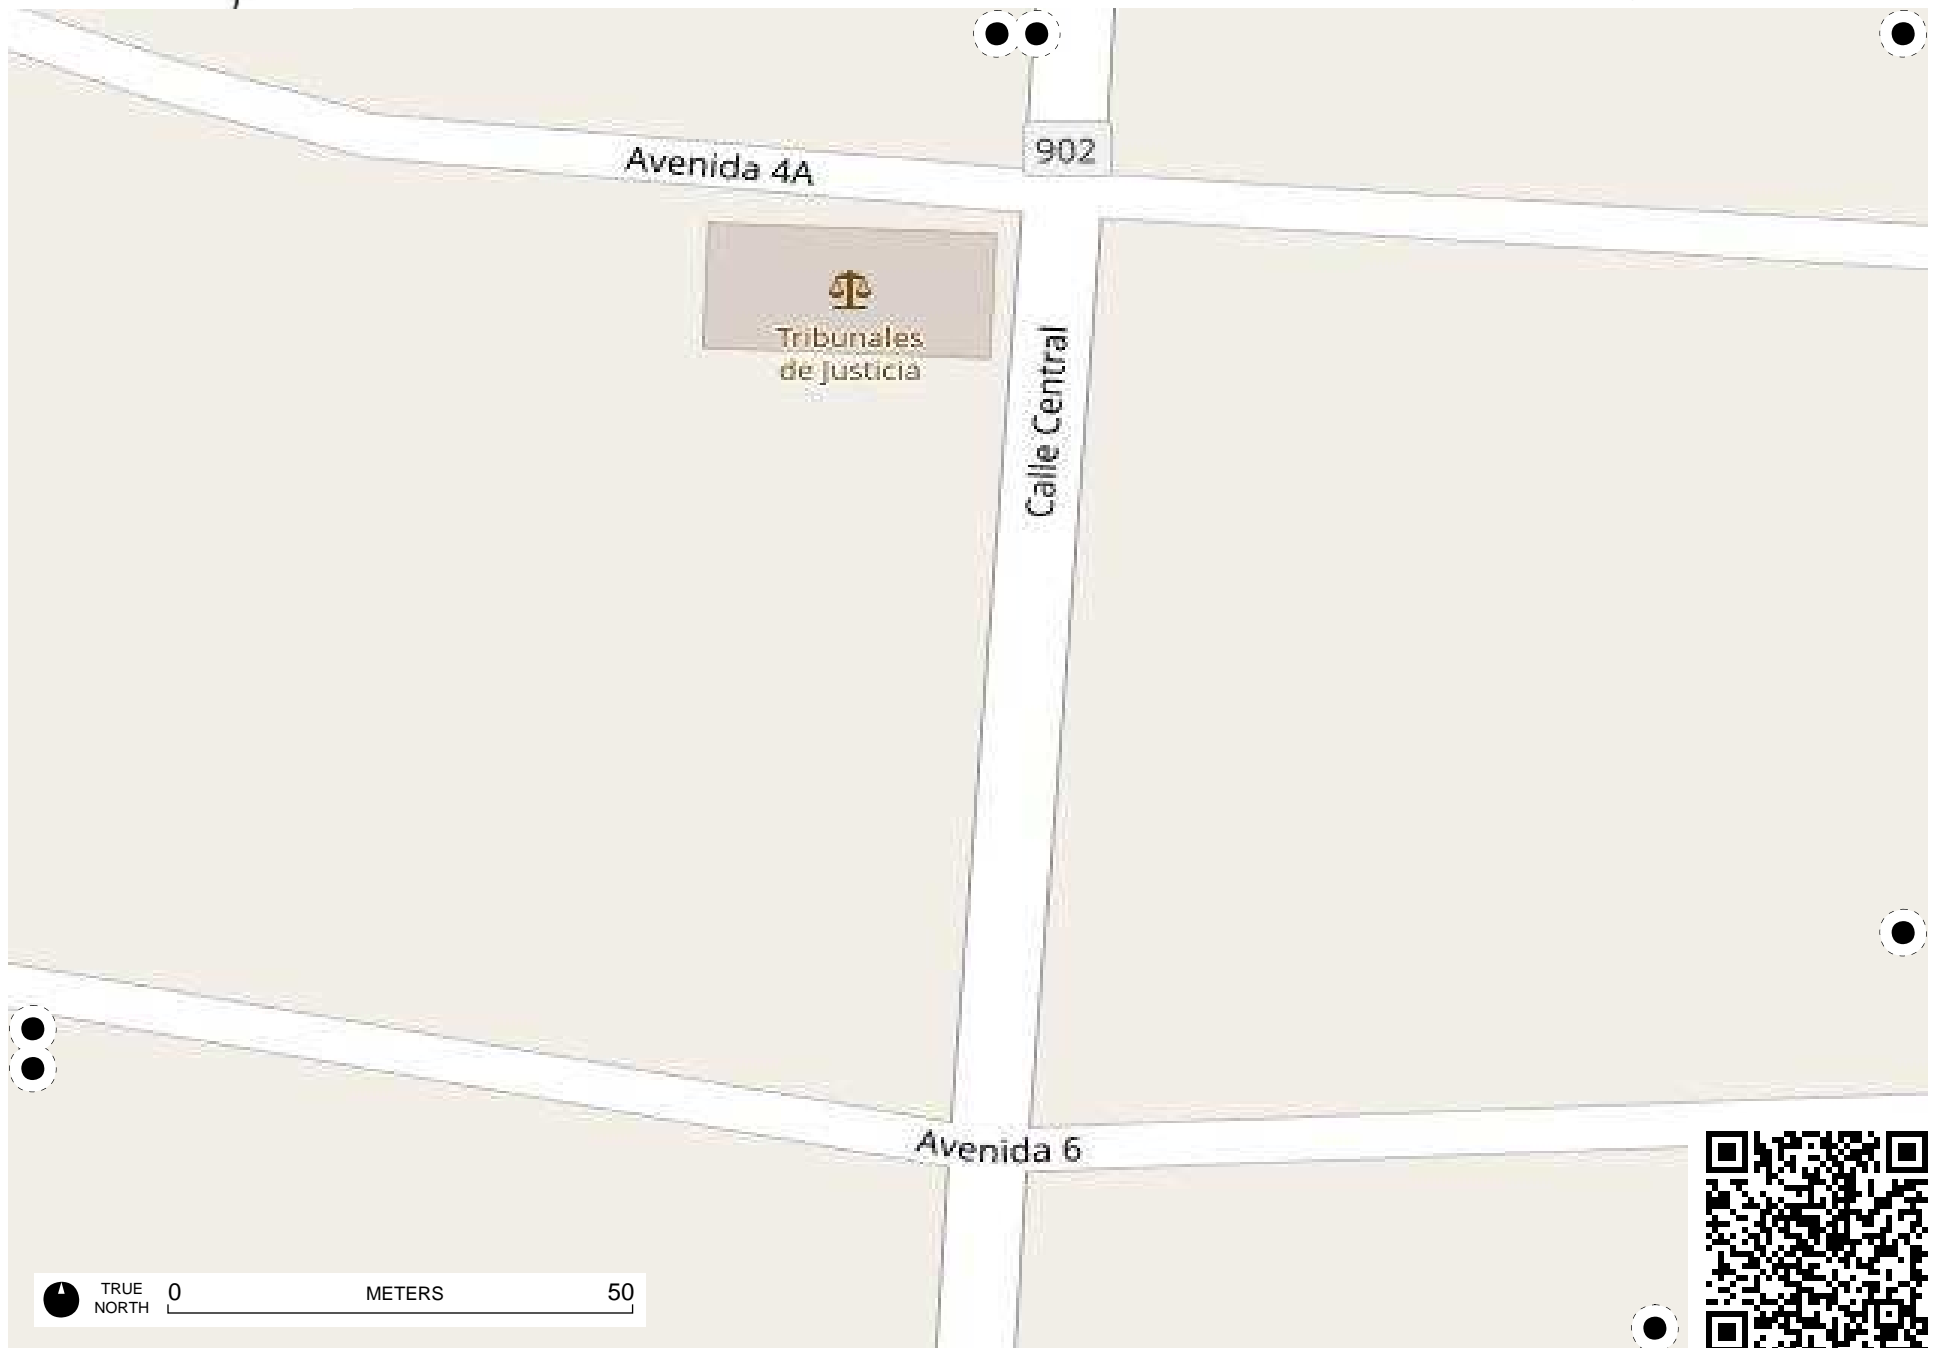 902
Avenida 4A
Tribunales
de Justicia
Calle Central
Avenida 6
TRUE
NORTH
0 METERS 50